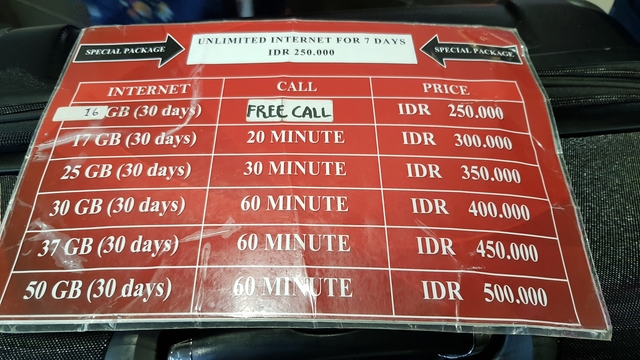 SPECIAL PACKAGE
UNLIMITED INTERNET FOR 7 DAYS
IDR 250.000
SPECIAL PACKAGE
INTERNET CALL PRICE
16 GB (30 days) FREE CALL IDR 250.000
17 GB (30 days) 20 MINUTE IDR 300.000
25 GB (30 days) 30 MINUTE IDR 350.000
30 GB (30 days) 60 MINUTE IDR 400.000
37 GB (30 days) 60 MINUTE IDR 450.000
50 GB (30 days) 60 MINUTE IDR 500.000